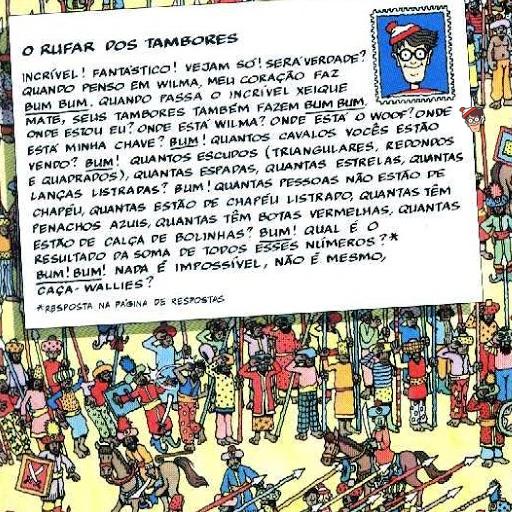 O RUFAR DOS TAMBORES
INCRÍVEL! FANTÁSTICO! VEJAM SÓ! SERÁ VERDADE?
QUANDO PENSO EM WILMA, MEU CORAÇÃO FAZ
BUM BUM. QUANDO PASSA O INCRÍVEL XEIQUE
MATE, SEUS TAMBORES TAMBÉM FAZEM BUM BUM.
ONDE ESTOU EU? ONDE ESTÁ WILMA? ONDE ESTÁ O WOOF? ONDE
ESTÁ MINHA CHAVE? BUM! QUANTOS CAVALOS VOCÊS ESTÃO
VENDO? BUM! QUANTOS ESCUDOS (TRIANGULARES, REDONDOS
E QUADRADOS), QUANTAS ESPADAS, QUANTAS ESTRELAS, QUANTAS
LANÇAS LISTRADAS? BUM! QUANTAS PESSOAS NÃO ESTÃO DE
CHAPÉU, QUANTAS ESTÃO DE CHAPÉU LISTRADO, QUANTAS TÊM
PENACHOS AZUIS, QUANTAS TÊM BOTAS VERMELHAS, QUANTAS
ESTÃO DE CALÇA DE BOLINHAS? BUM! QUAL É O
RESULTADO DA SOMA DE TODOS ESSES NÚMEROS?*
BUM! BUM! NADA É IMPOSSÍVEL, NÃO É MESMO,
CAÇA-WALLIES?
*RESPOSTA NA PÁGINA DE RESPOSTAS